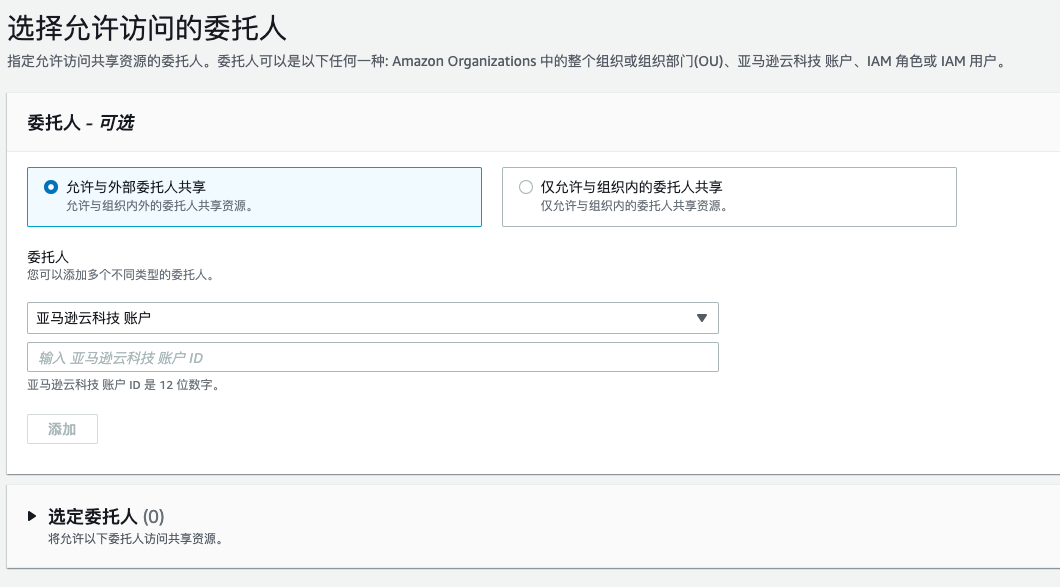 选择允许访问的委托人
指定允许访问共享资源的委托人。委托人可以是以下任何一种: Amazon Organizations 中的整个组织或组织部门(OU)、亚马逊云科技 账户、IAM 角色或 IAM 用户。
委托人 - 可选
允许与外部委托人共享
允许与组织内外的委托人共享资源。
仅允许与组织内的委托人共享
仅允许与组织内的委托人共享资源。
委托人
您可以添加多个不同类型的委托人。
亚马逊云科技 账户
输入 亚马逊云科技 账户 ID
亚马逊云科技 账户 ID 是 12 位数字。
添加
选定委托人 (0)
将允许以下委托人访问共享资源。